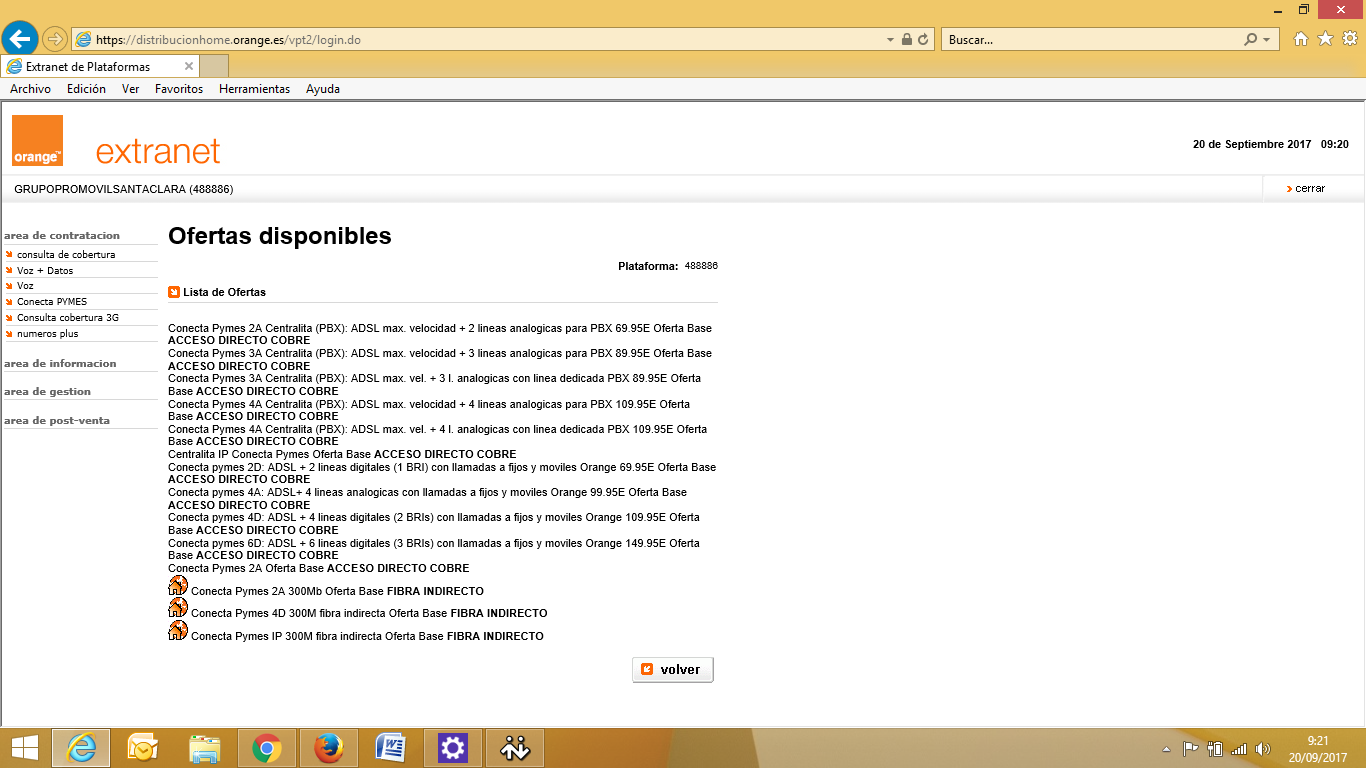 https://distribucionhome.orange.es/vpt2/login.do
Buscar...
Extranet de Plataformas
Archivo Edición Ver Favoritos Herramientas Ayuda
orange™
extranet
20 de Septiembre 2017 09:20
GRUPOPROMOVILSANTACLARA (488886)
cerrar
area de contratacion
consulta de cobertura
Voz + Datos
Voz
Conecta PYMES
Consulta cobertura 3G
numeros plus
area de informacion
area de gestion
area de post-venta
Ofertas disponibles
Plataforma: 488886
Lista de Ofertas
Conecta Pymes 2A Centralita (PBX): ADSL max. velocidad + 2 lineas analogicas para PBX 69.95E Oferta Base
ACCESO DIRECTO COBRE
Conecta Pymes 3A Centralita (PBX): ADSL max. velocidad + 3 lineas analogicas para PBX 89.95E Oferta Base
ACCESO DIRECTO COBRE
Conecta Pymes 3A Centralita (PBX): ADSL max. vel. + 3 l. analogicas con linea dedicada PBX 89.95E Oferta
Base ACCESO DIRECTO COBRE
Conecta Pymes 4A Centralita (PBX): ADSL max. velocidad + 4 lineas analogicas para PBX 109.95E Oferta
Base ACCESO DIRECTO COBRE
Conecta Pymes 4A Centralita (PBX): ADSL max. vel. + 4 l. analogicas con linea dedicada PBX 109.95E Oferta
Base ACCESO DIRECTO COBRE
Centralita IP Conecta Pymes Oferta Base ACCESO DIRECTO COBRE
Conecta pymes 2D: ADSL + 2 lineas digitales (1 BRI) con llamadas a fijos y moviles Orange 69.95E Oferta Base
ACCESO DIRECTO COBRE
Conecta pymes 4A: ADSL+ 4 lineas analogicas con llamadas a fijos y moviles Orange 99.95E Oferta Base
ACCESO DIRECTO COBRE
Conecta pymes 4D: ADSL + 4 lineas digitales (2 BRIs) con llamadas a fijos y moviles Orange 109.95E Oferta
Base ACCESO DIRECTO COBRE
Conecta pymes 6D: ADSL + 6 lineas digitales (3 BRIs) con llamadas a fijos y moviles Orange 149.95E Oferta
Base ACCESO DIRECTO COBRE
Conecta Pymes 2A Oferta Base ACCESO DIRECTO COBRE
Conecta Pymes 2A 300Mb Oferta Base FIBRA INDIRECTO
Conecta Pymes 4D 300M fibra indirecta Oferta Base FIBRA INDIRECTO
Conecta Pymes IP 300M fibra indirecta Oferta Base FIBRA INDIRECTO
volver
9:21
20/09/2017